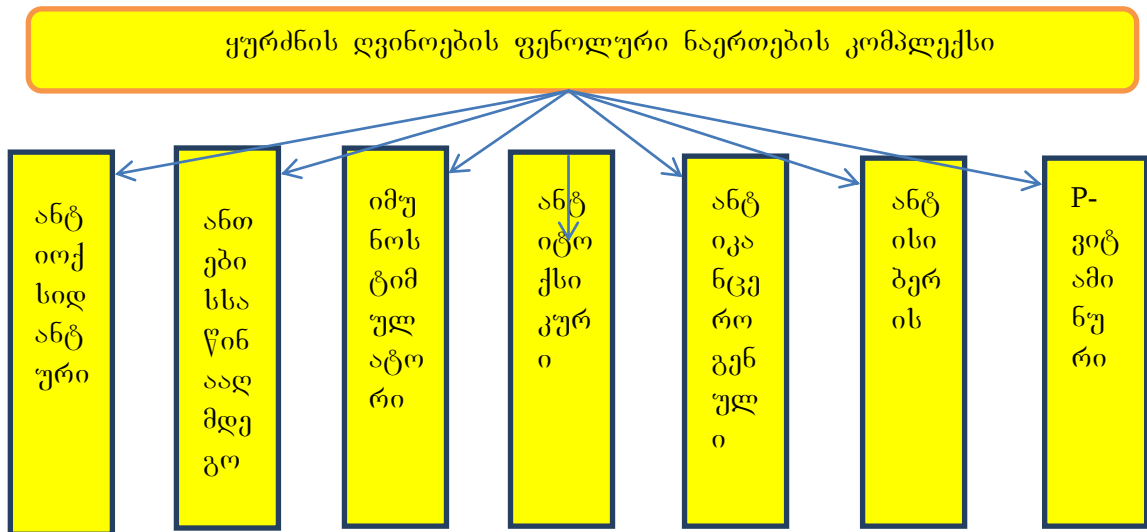 ყურძნის ღვინოების ფენოლური ნაერთების კომპლექსი
ანტ
იოქ
სიდ
ანტ
ური
ანთ
ები
სსა
წინ
ააღ
მდე
გო
იმუ
ნოს
ტიმ
ულ
ატო
რი
ანტ
იტო
ქსი
კურ
ი
ანტ
იკა
ნცე
რო
გენ
ულ
ი
ანტ
ისი
ბერ
ის
P-
ვიტ
ამი
ნუ
რი